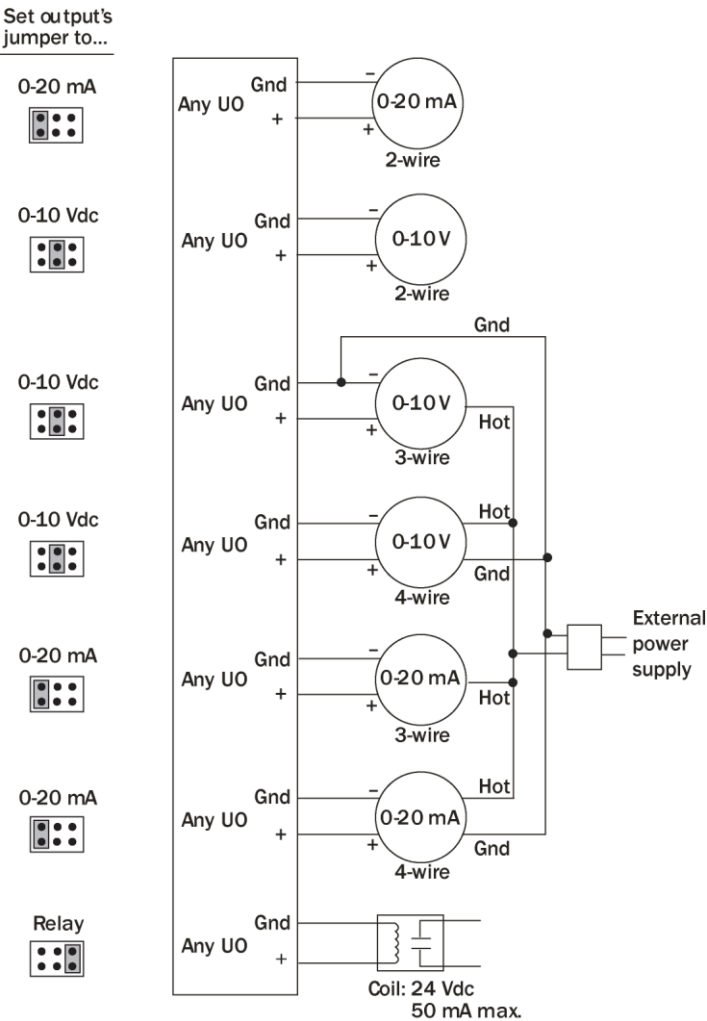 Set output's
jumper to...
0-20 mA
Any UO
Gnd
+
−
+
0-20 mA
2-wire
0-10 Vdc
Any UO
Gnd
+
−
+
0-10 V
2-wire
Gnd
0-10 Vdc
Any UO
Gnd
+
−
+
0-10 V
Hot
3-wire
0-10 Vdc
Any UO
Gnd
+
−
+
0-10 V
Hot
Gnd
4-wire
External
power
supply
0-20 mA
Any UO
Gnd
+
−
+
0-20 mA
Hot
3-wire
0-20 mA
Any UO
Gnd
+
−
+
0-20 mA
Hot
Gnd
4-wire
Relay
Any UO
Gnd
+
Coil: 24 Vdc
50 mA max.